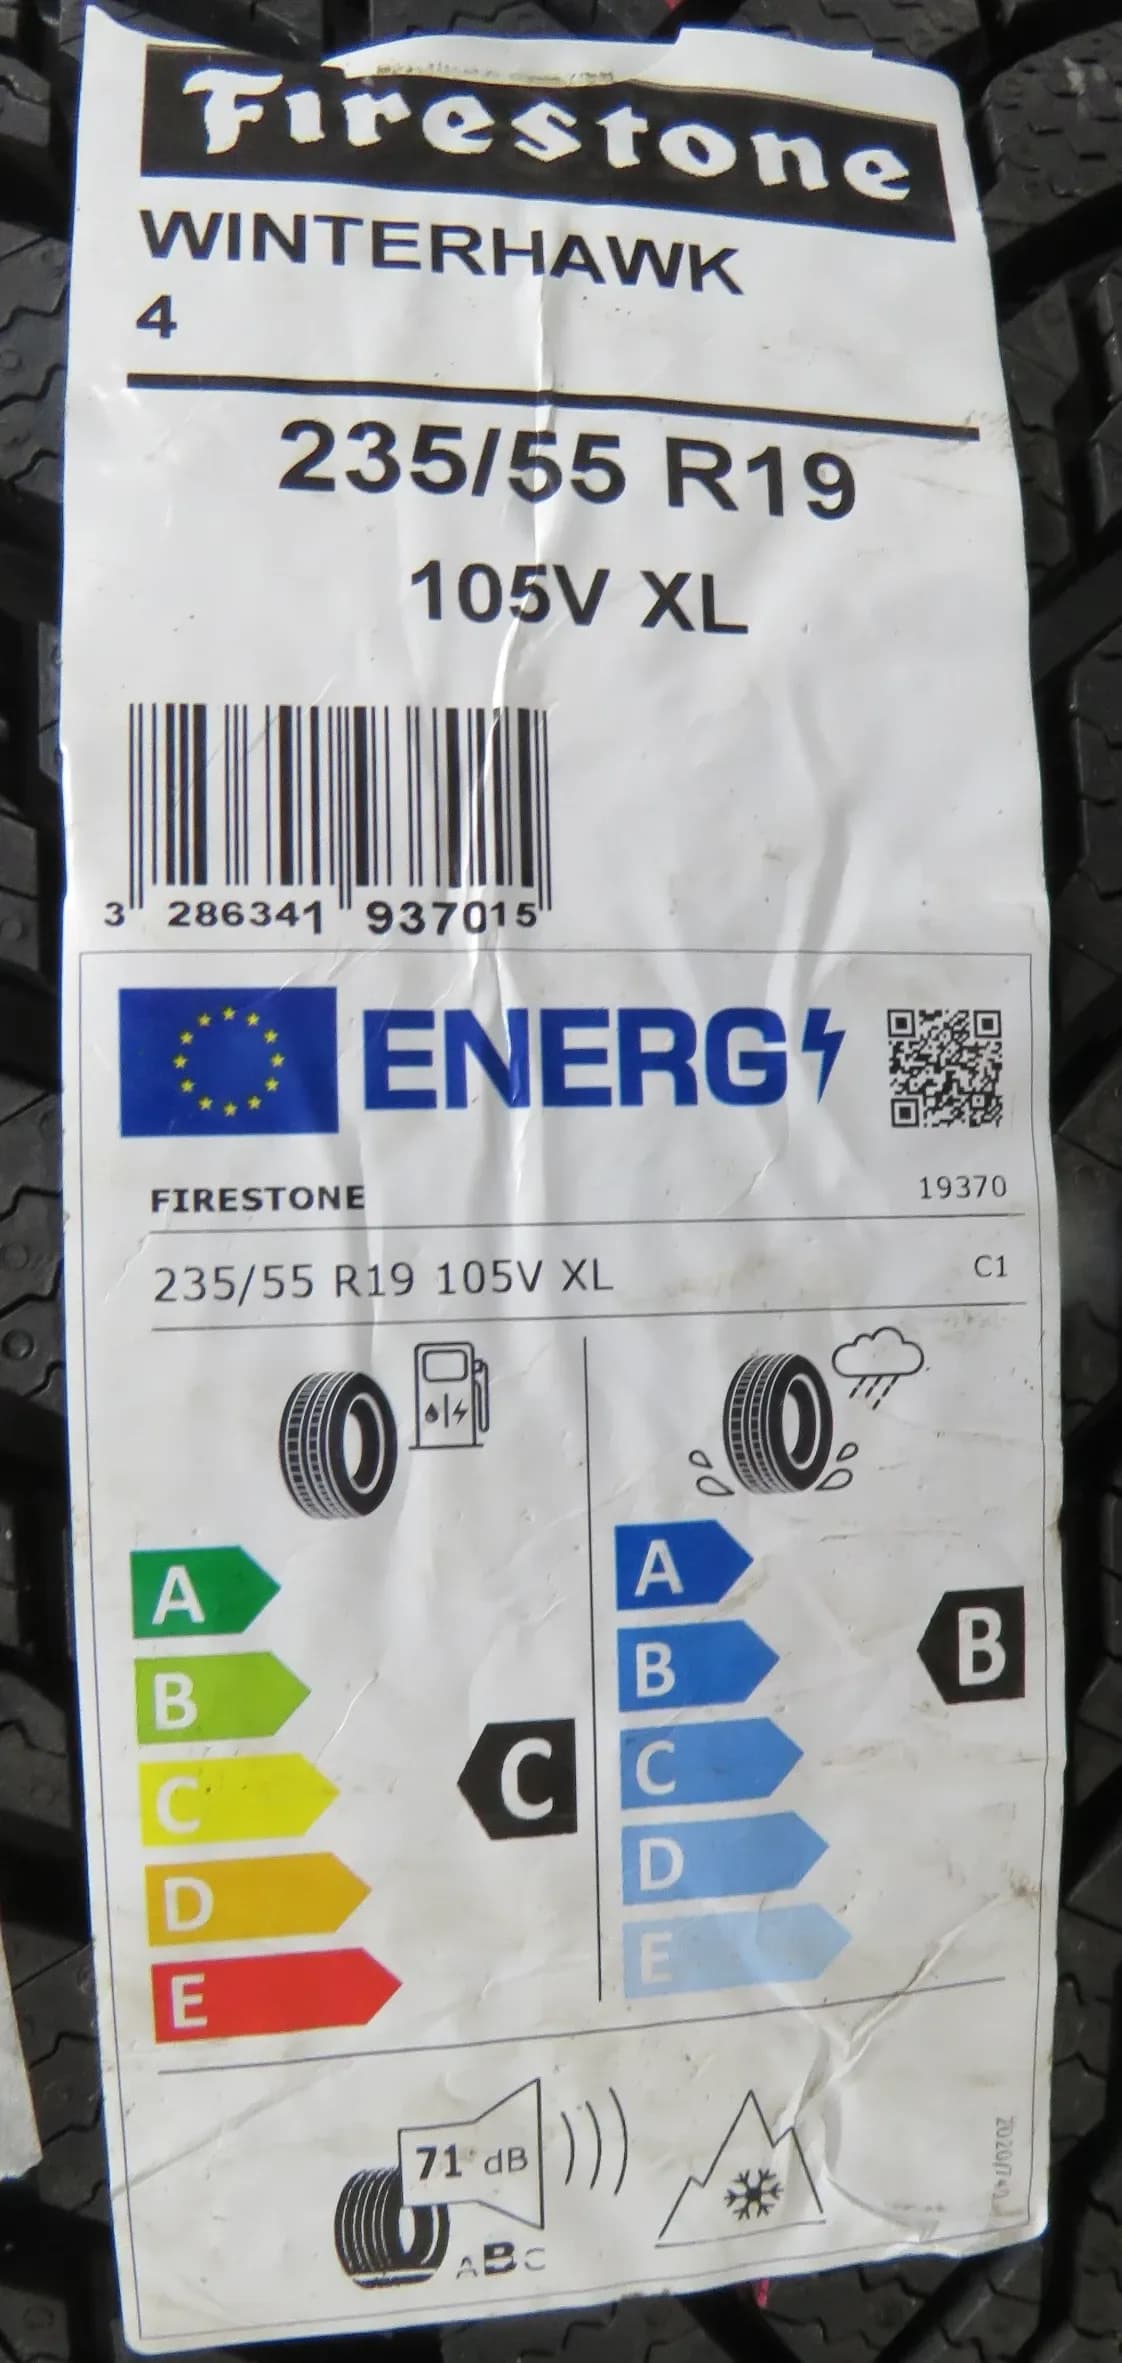 Firestone
WINTERHAWK
4
235/55 R19
105V XL
3 286341 937015
ENERG
FIRESTONE
19370
235/55 R19 105V XL
C1
A
B
C
D
E
C
A
B
C
D
E
B
71 dB
ABC
2020/740